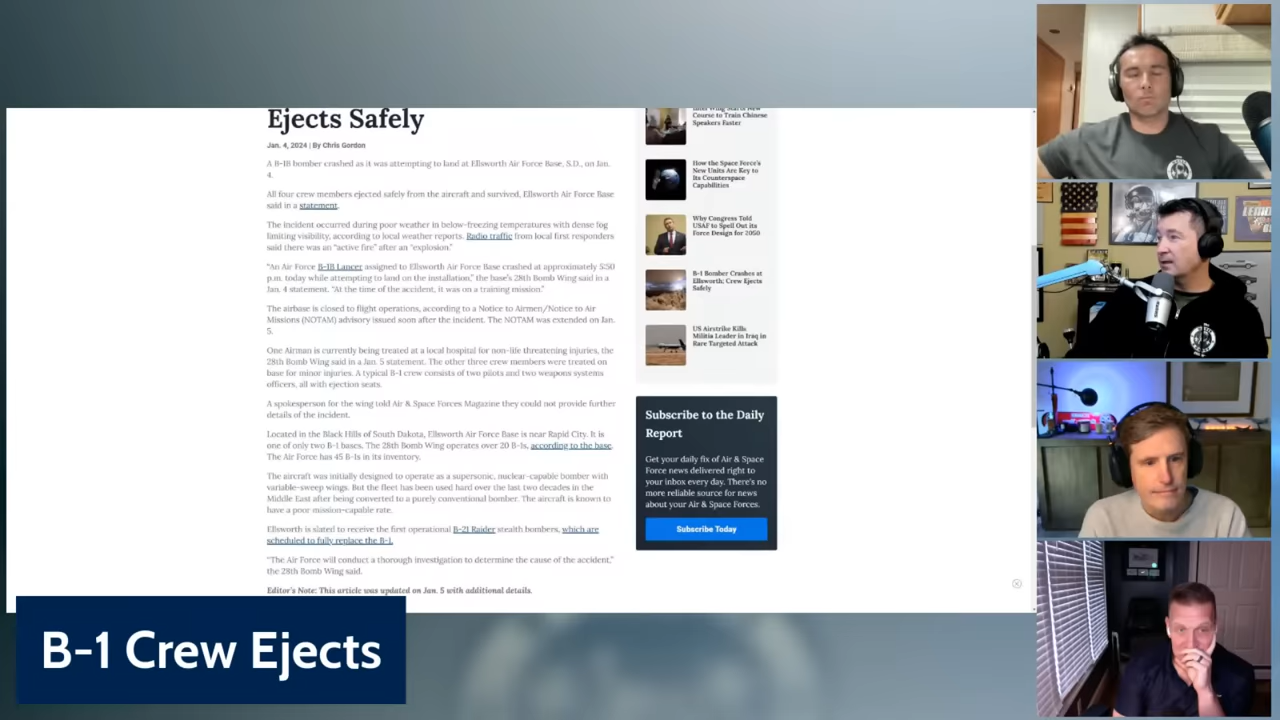 Ejects Safely
Jan. 4, 2024 | By Chris Gordon
A B-1B bomber crashed as it was attempting to land at Ellsworth Air Force Base, S.D., on Jan.
4.
All four crew members ejected safely from the aircraft and survived, Ellsworth Air Force Base
said in a statement.
The incident occurred during poor weather in below-freezing temperatures with dense fog
limiting visibility, according to local weather reports. Radio traffic from local first responders
said there was an “active fire” after an “explosion.”
“An Air Force B-1B Lancer assigned to Ellsworth Air Force Base crashed at approximately 5:50
p.m. today while attempting to land on the installation,” the base’s 28th Bomb Wing said in a
Jan. 4 statement. “At the time of the accident, it was on a training mission.”
The airbase is closed to flight operations, according to a Notice to Airmen/Notice to Air
Missions (NOTAM) advisory issued soon after the incident. The NOTAM was extended on Jan.
5.
One Airman is currently being treated at a local hospital for non-life threatening injuries, the
28th Bomb Wing said in a Jan. 5 statement. The other three crew members were treated on
base for minor injuries. A typical B-1 crew consists of two pilots and two weapons systems
officers, all with ejection seats.
A spokesperson for the wing told Air & Space Forces Magazine they could not provide further
details of the incident.
Located in the Black Hills of South Dakota, Ellsworth Air Force Base is near Rapid City. It is
one of only two B-1 bases. The 28th Bomb Wing operates over 20 B-1s, according to the base.
The Air Force has 45 B-1s in its inventory.
The aircraft was initially designed to operate as a supersonic, nuclear-capable bomber with
variable-sweep wings. But the fleet has been used hard over the last two decades in the
Middle East after being converted to a purely conventional bomber. The aircraft is known to
have a poor mission-capable rate.
Ellsworth is slated to receive the first operational B-21 Raider stealth bombers, which are
scheduled to fully replace the B-1.
“The Air Force will conduct a thorough investigation to determine the cause of the accident,”
the 28th Bomb Wing said.
Editor’s Note: This article was updated on Jan. 5 with additional details.
Course to Train Chinese
Speakers Faster
How the Space Force’s
New Units Are Key to
Its Counterspace
Capabilities
Why Congress Told
USAF to Spell Out its
Force Design for 2050
B-1 Bomber Crashes at
Ellsworth; Crew Ejects
Safely
US Airstrike Kills
Militia Leader in Iraq in
Rare Targeted Attack
Subscribe to the Daily
Report
Get your daily fix of Air & Space
Force news delivered right to
your inbox every day. There’s no
more reliable source for news
about your Air & Space Forces.
Subscribe Today
B-1 Crew Ejects